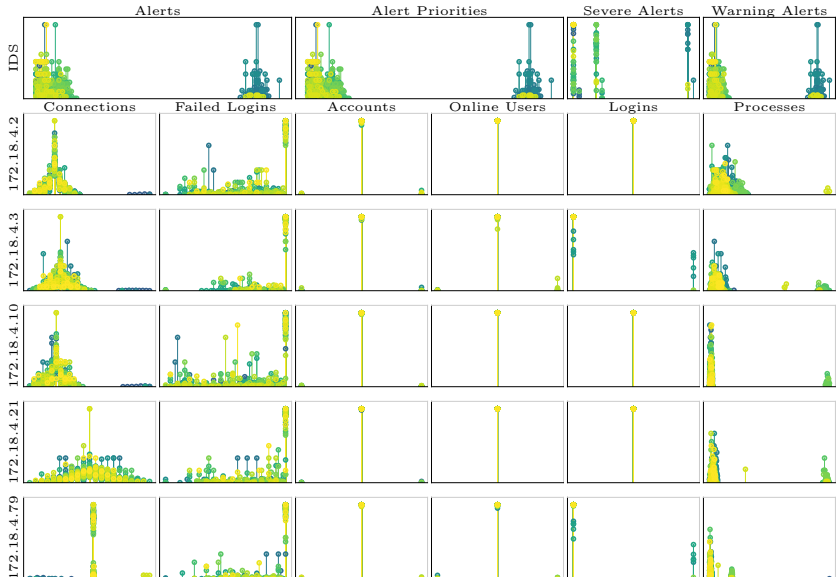 Alerts Alert Priorities Severe Alerts Warning Alerts
IDS
Connections Failed Logins Accounts Online Users Logins Processes
172.18.4.2
172.18.4.3
172.18.4.10
172.18.4.21
172.18.4.79